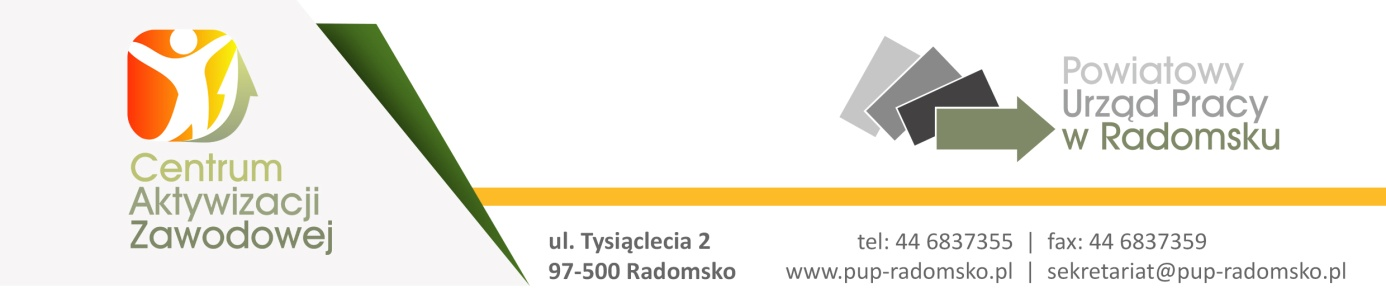 Centrum
Aktywizacji
Zawodowej
Powiatowy
Urząd Pracy
w Radomsku
ul. Tysiąclecia 2
97-500 Radomsko
tel: 44 6837355 | fax: 44 6837359
www.pup-radomsko.pl | sekretariat@pup-radomsko.pl